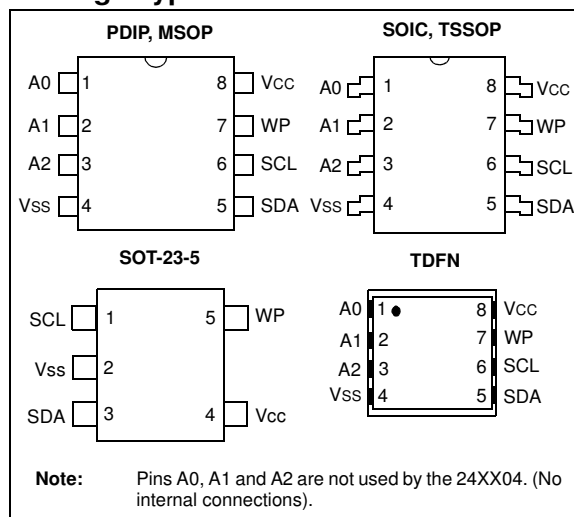 PDIP, MSOP
A0 1 8 VCC
A1 2 7 WP
A2 3 6 SCL
VSS 4 5 SDA
SOIC, TSSOP
A0 1 8 VCC
A1 2 7 WP
A2 3 6 SCL
VSS 4 5 SDA
SOT-23-5
SCL 1 5 WP
Vss 2
SDA 3 4 Vcc
TDFN
A0 1 8 VCC
A1 2 7 WP
A2 3 6 SCL
VSS 4 5 SDA
Note: Pins A0, A1 and A2 are not used by the 24XX04. (No
internal connections).